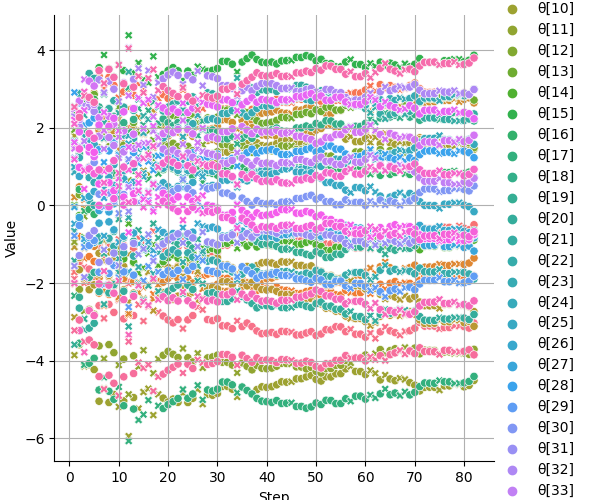 4
2
0
−2
−4
−6
Value
0
10
20
30
40
50
60
70
80
Step
θ[10]
θ[11]
θ[12]
θ[13]
θ[14]
θ[15]
θ[16]
θ[17]
θ[18]
θ[19]
θ[20]
θ[21]
θ[22]
θ[23]
θ[24]
θ[25]
θ[26]
θ[27]
θ[28]
θ[29]
θ[30]
θ[31]
θ[32]
θ[33]